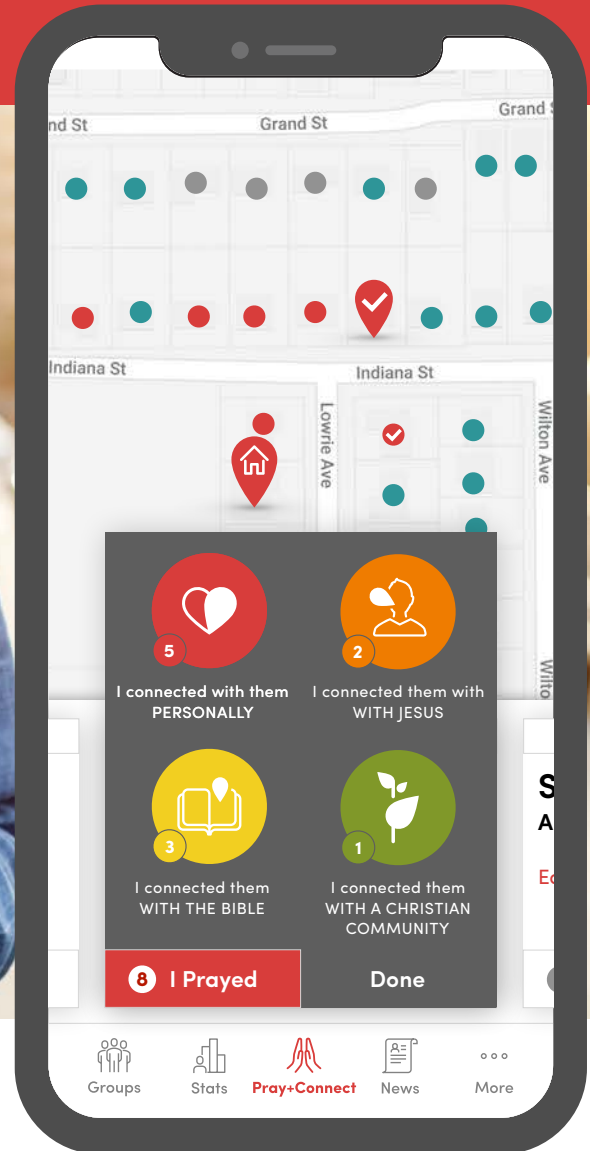 nd St
Grand St
Grand
Indiana St
Indiana St
Lowrie Ave
Wilton Ave
Wilto
5
2
I connected with them
PERSONALLY
I connected them with
WITH JESUS
3
1
I connected them
WITH THE BIBLE
I connected them
WITH A CHRISTIAN
COMMUNITY
S
A
8 I Prayed
Done
Groups
Stats
Pray+Connect
News
More